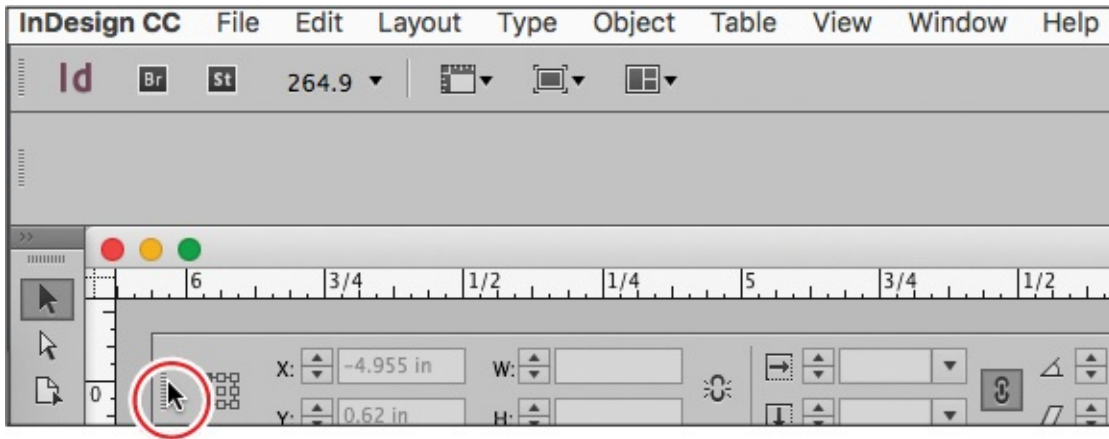 InDesign CC File Edit Layout Type Object Table View Window Help
Id Br St 264.9
6 3/4 1/2 1/4 5 3/4 1/2
X: -4.955 in W:
0
Y: 0.62 in H: